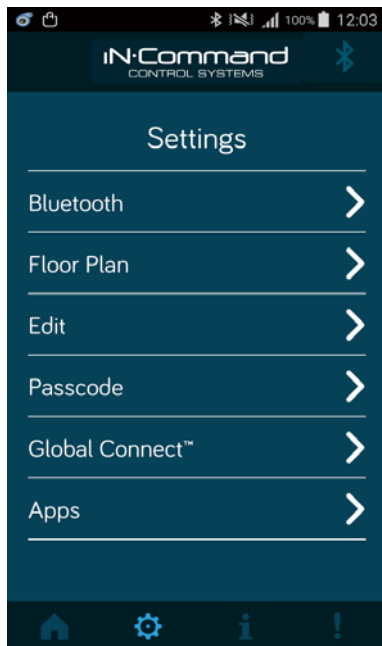 100% 12:03
iN·Command
CONTROL SYSTEMS
Settings
Bluetooth
Floor Plan
Edit
Passcode
Global Connect™
Apps